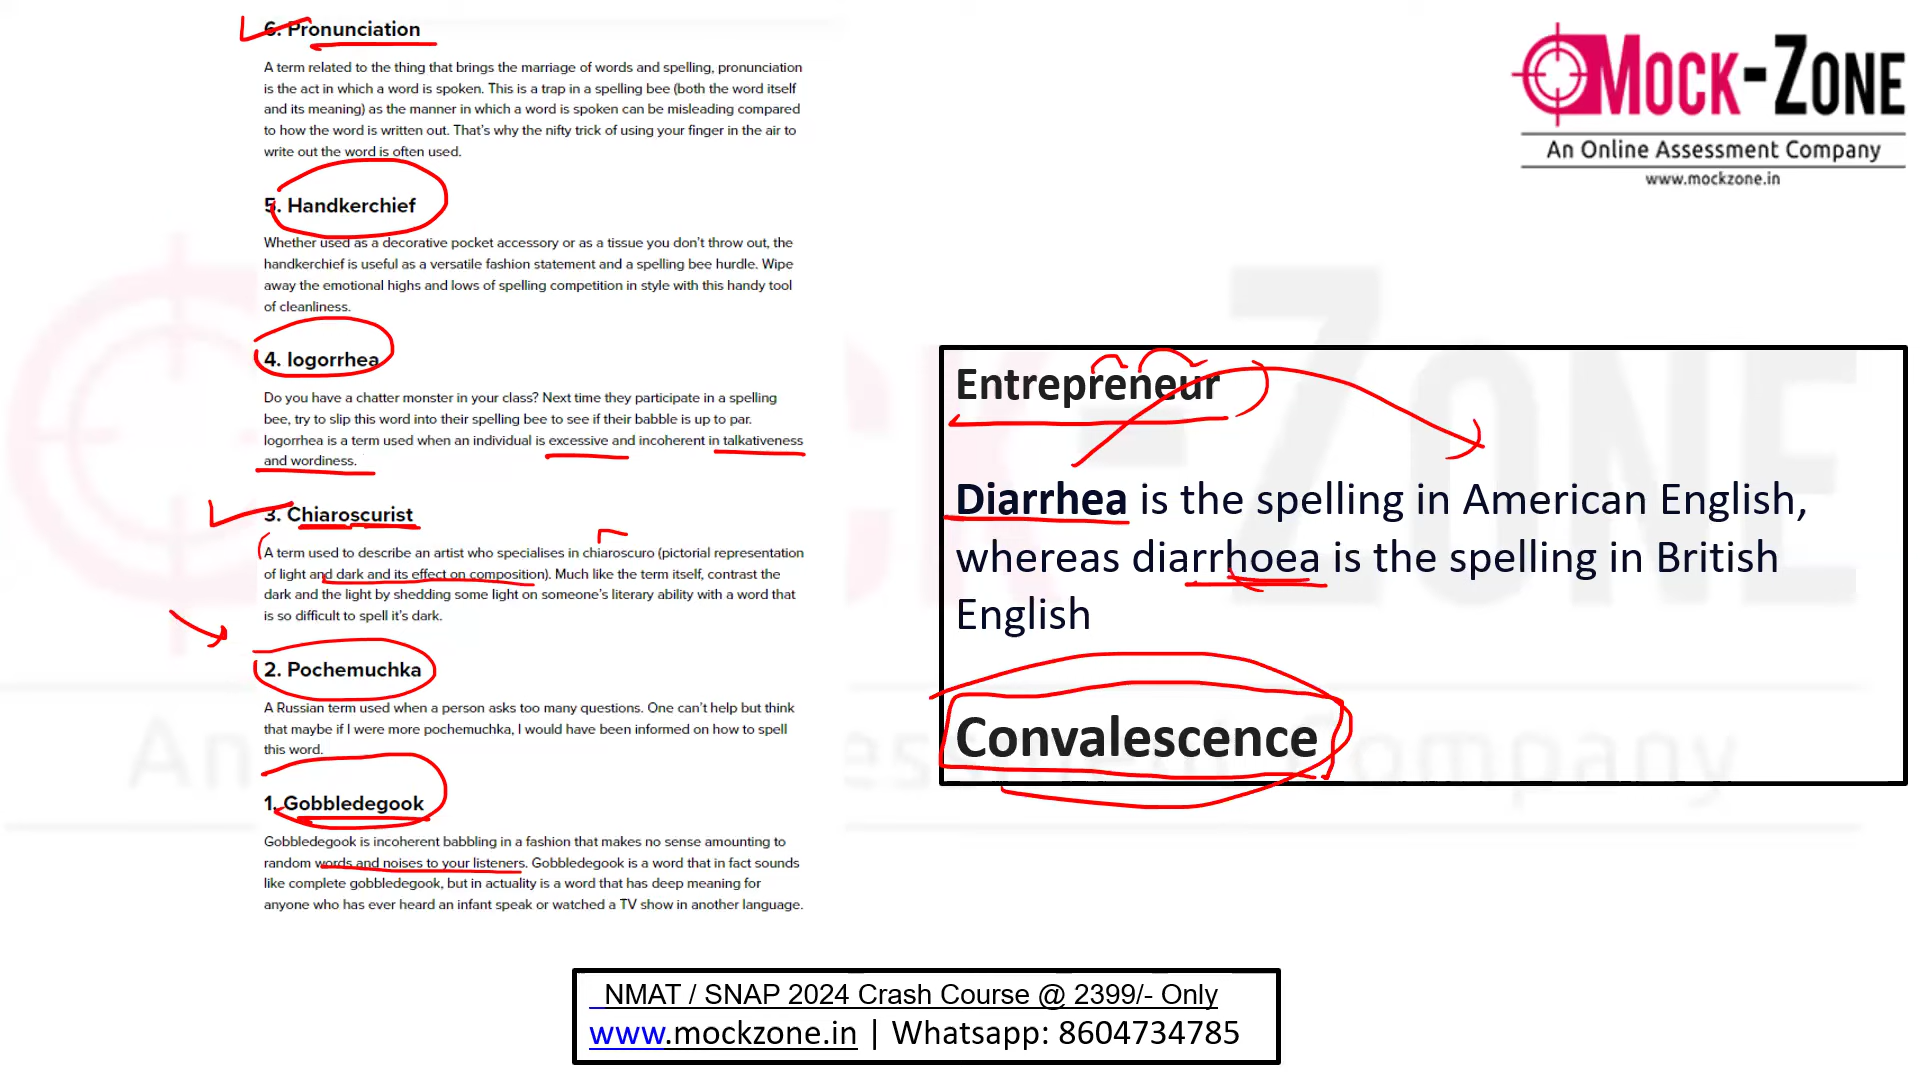 6. Pronunciation
A term related to the thing that brings the marriage of words and spelling, pronunciation
is the act in which a word is spoken. This is a trap in a spelling bee (both the word itself
and its meaning) as the manner in which a word is spoken can be misleading compared
to how the word is written out. That's why the nifty trick of using your finger in the air to
write out the word is often used.
5. Handkerchief
Whether used as a decorative pocket accessory or as a tissue you don't throw out, the
handkerchief is useful as a versatile fashion statement and a spelling bee hurdle. Wipe
away the emotional highs and lows of spelling competition in style with this handy tool
of cleanliness.
4. logorrhea
Do you have a chatter monster in your class? Next time they participate in a spelling
bee, try to slip this word into their spelling bee to see if their babble is up to par.
logorrhea is a term used when an individual is excessive and incoherent in talkativeness
and wordiness.
3. Chiaroscurist
A term used to describe an artist who specialises in chiaroscuro (pictorial representation
of light and dark and its effect on composition). Much like the term itself, contrast the
dark and the light by shedding some light on someone's literary ability with a word that
is so difficult to spell it's dark.
2. Pochemuchka
A Russian term used when a person asks too many questions. One can't help but think
that maybe if I were more pochemuchka, I would have been informed on how to spell
this word.
1. Gobbledegook
Gobbledegook is incoherent babbling in a fashion that makes no sense amounting to
random words and noises to your listeners. Gobbledegook is a word that in fact sounds
like complete gobbledegook, but in actuality is a word that has deep meaning for
anyone who has ever heard an infant speak or watched a TV show in another language.
MOCK-ZONE
An Online Assessment Company
www.mockzone.in
Entrepreneur
Diarrhea is the spelling in American English,
whereas diarrhoea is the spelling in British
English
Convalescence
NMAT / SNAP 2024 Crash Course @ 2399/- Only
www.mockzone.in | Whatsapp: 8604734785